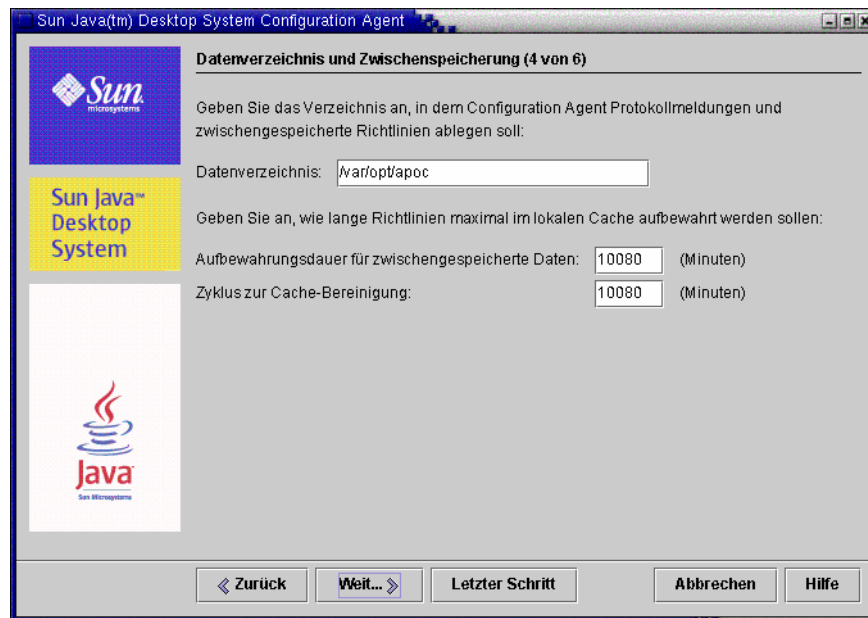 Sun Java(tm) Desktop System Configuration Agent
Sun
microsystems
Sun Java™
Desktop
System
Java
Sun Microsystems
Datenverzeichnis und Zwischenspeicherung (4 von 6)
Geben Sie das Verzeichnis an, in dem Configuration Agent Protokollmeldungen und
zwischengespeicherte Richtlinien ablegen soll:
Datenverzeichnis: /var/opt/apoc
Geben Sie an, wie lange Richtlinien maximal im lokalen Cache aufbewahrt werden sollen:
Aufbewahrungsdauer für zwischengespeicherte Daten: 10080 (Minuten)
Zyklus zur Cache-Bereinigung: 10080 (Minuten)
Zurück Weit... Letzter Schritt Abbrechen Hilfe